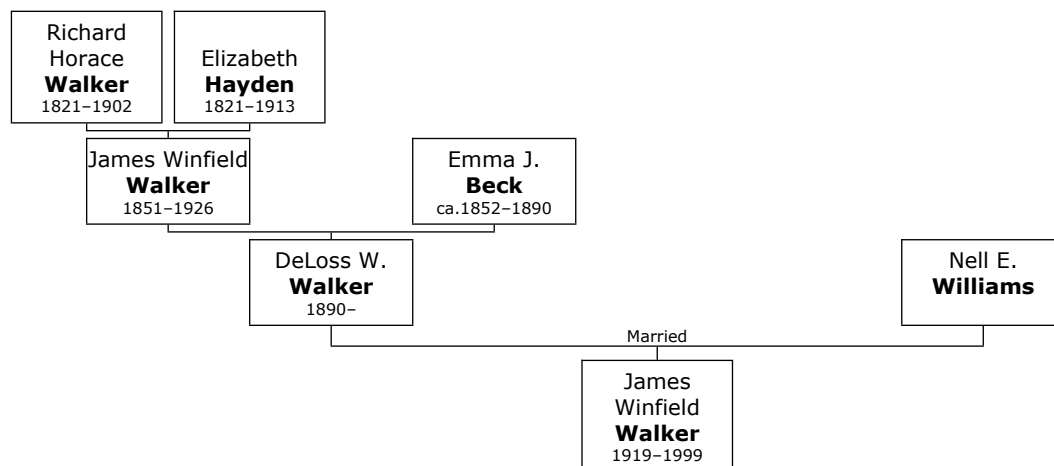 Richard
Horace
Walker
1821–1902
Elizabeth
Hayden
1821–1913
James Winfield
Walker
1851–1926
Emma J.
Beck
ca.1852–1890
DeLoss W.
Walker
1890–
Nell E.
Williams
Married
James
Winfield
Walker
1919–1999